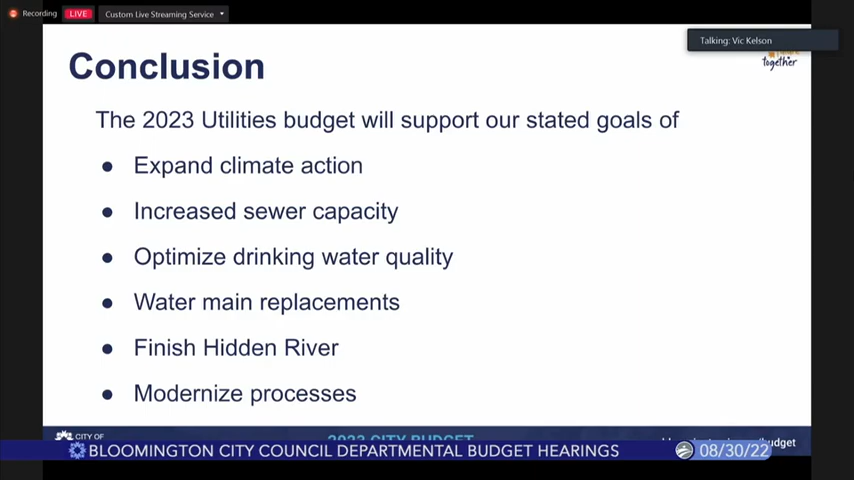 Recording
LIVE
Custom Live Streaming Service
Talking: Vic Kelson
together
Conclusion
The 2023 Utilities budget will support our stated goals of
● Expand climate action
● Increased sewer capacity
● Optimize drinking water quality
● Water main replacements
● Finish Hidden River
● Modernize processes
CITY OF
2023 CITY BUDGET
BLOOMINGTON CITY COUNCIL DEPARTMENTAL BUDGET HEARINGS
08/30/22